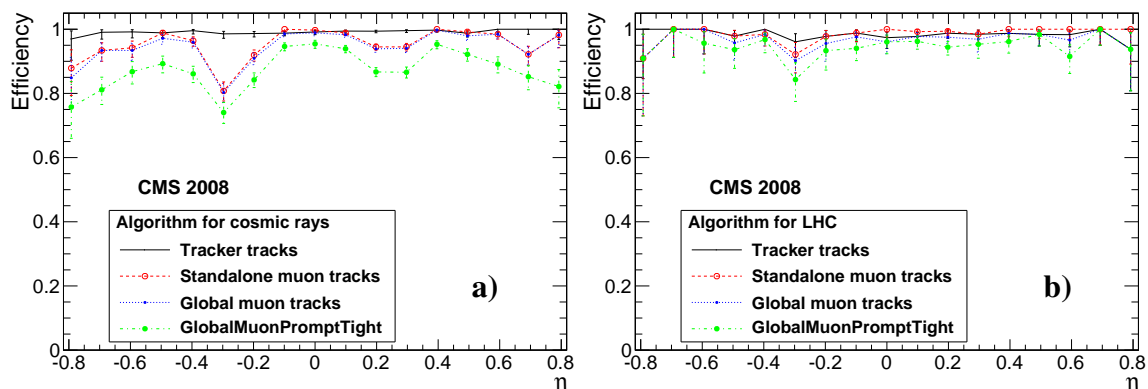 Efficiency
1
0.8
0.6
0.4
0.2
0
CMS 2008
Algorithm for cosmic rays
Tracker tracks
Standalone muon tracks
Global muon tracks
GlobalMuonPromptTight
a)
-0.8 -0.6 -0.4 -0.2 0 0.2 0.4 0.6 0.8
η
Efficiency
1
0.8
0.6
0.4
0.2
0
CMS 2008
Algorithm for LHC
Tracker tracks
Standalone muon tracks
Global muon tracks
GlobalMuonPromptTight
b)
-0.8 -0.6 -0.4 -0.2 0 0.2 0.4 0.6 0.8
η